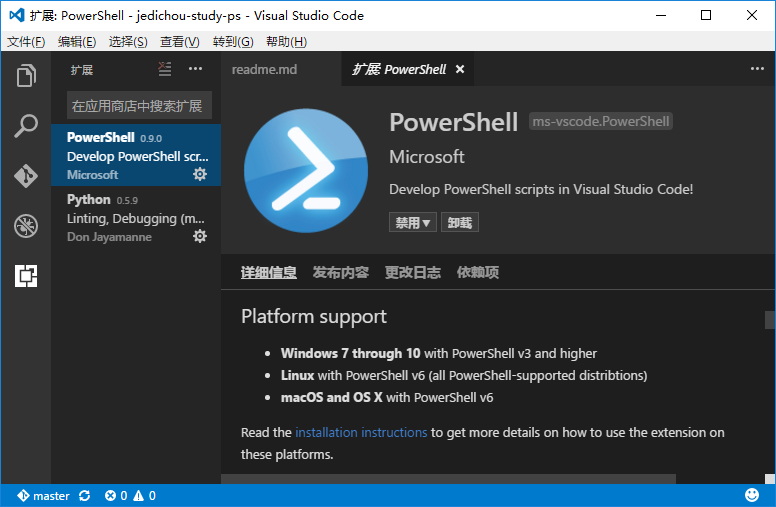 扩展: PowerShell - jedichou-study-ps - Visual Studio Code
文件(F) 编辑(E) 选择(S) 查看(V) 转到(G) 帮助(H)
扩展
在应用商店中搜索扩展
PowerShell 0.9.0
Develop PowerShell scr...
Microsoft
Python 0.5.9
Linting, Debugging (m...
Don Jayamanne
readme.md 扩展: PowerShell
PowerShell ms-vscode.PowerShell
Microsoft
Develop PowerShell scripts in Visual Studio Code!
禁用 卸载
详细信息 发布内容 更改日志 依赖项
Platform support
Windows 7 through 10 with PowerShell v3 and higher
Linux with PowerShell v6 (all PowerShell-supported distribtions)
macOS and OS X with PowerShell v6
Read the installation instructions to get more details on how to use the extension on
these platforms.
master 0 0